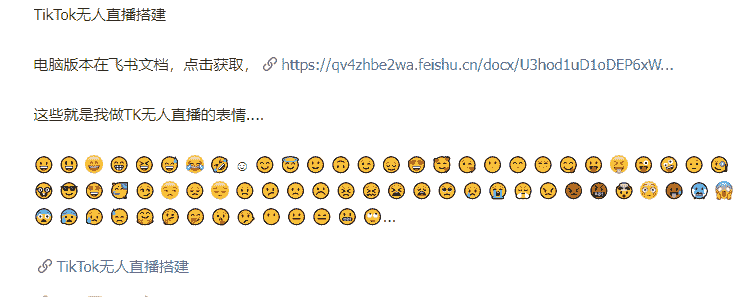 TikTok无人直播搭建
电脑版本在飞书文档，点击获取， https://qv4zhbe2wa.feishu.cn/docx/U3hod1uD1oDEP6xW...
这些就是我做TK无人直播的表情....
...
TikTok无人直播搭建